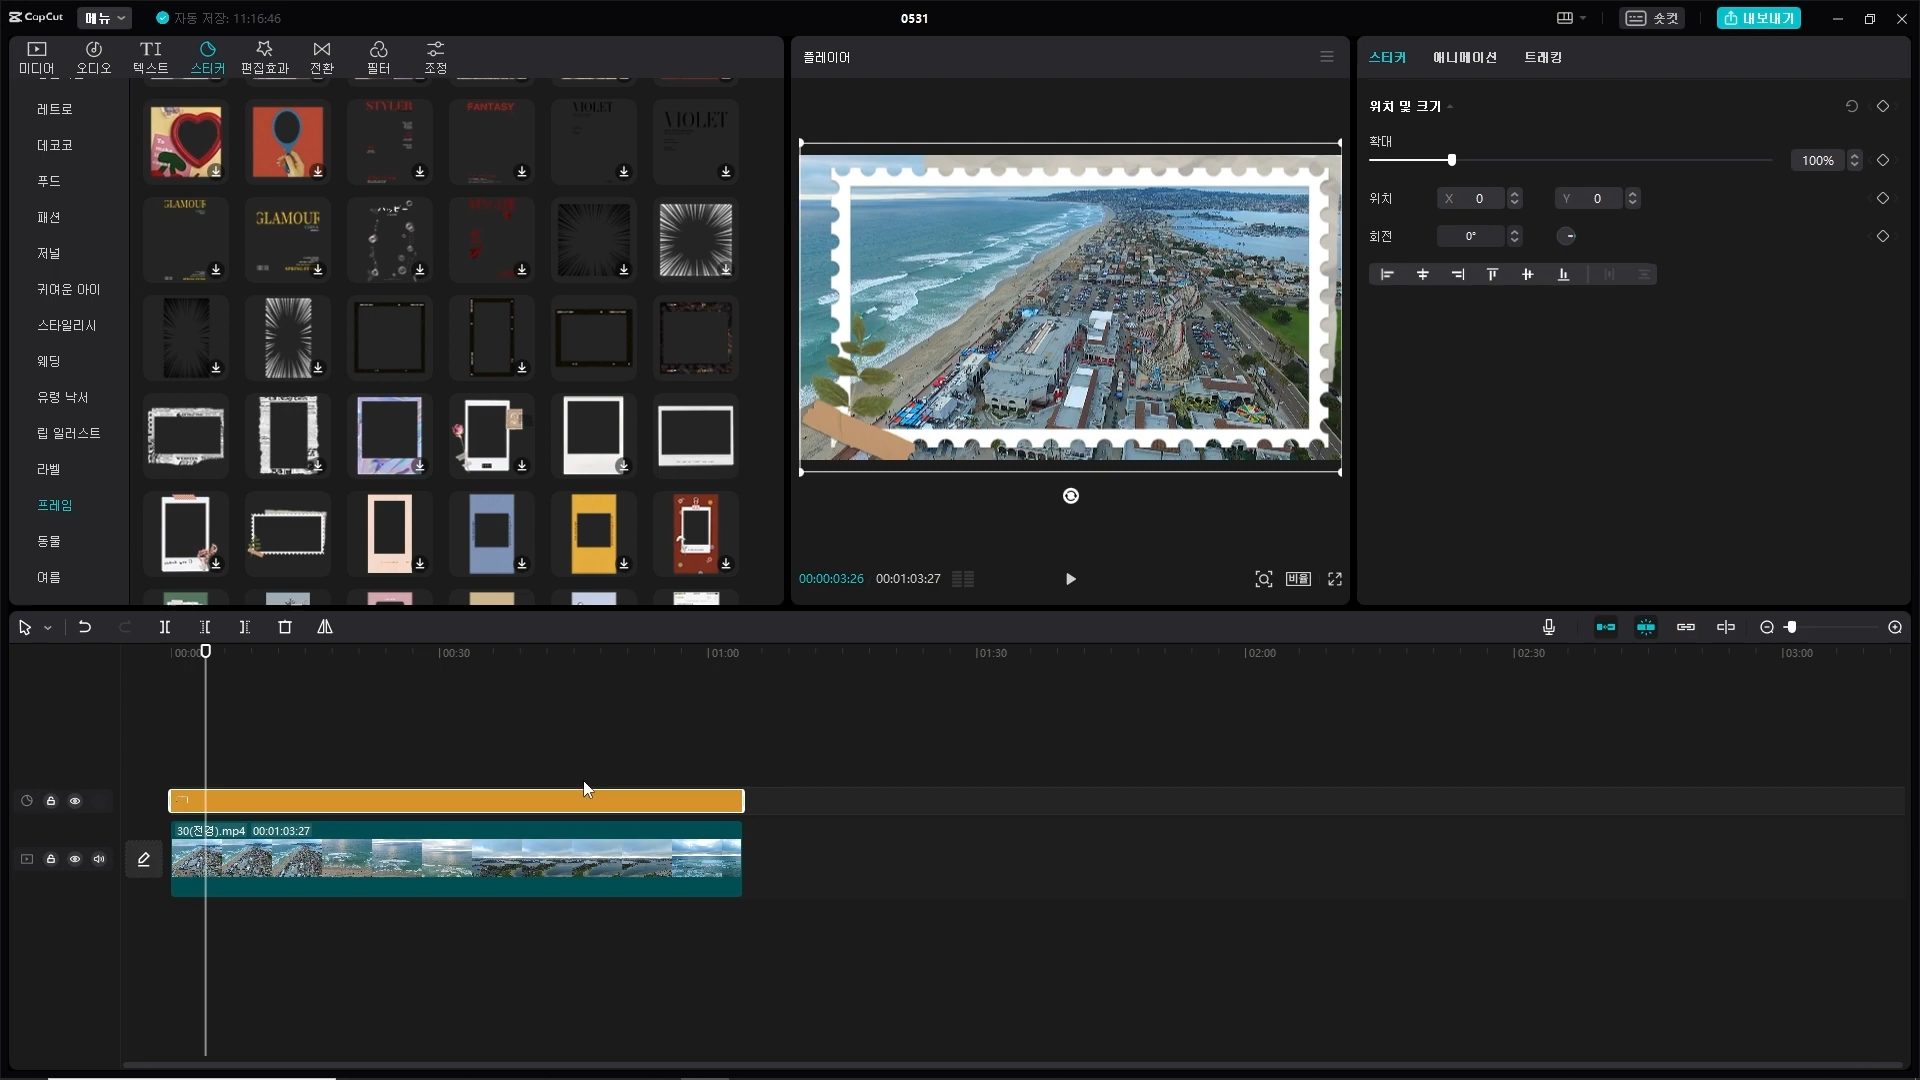 CapCut 메뉴 자동 저장: 11:16:46 0531 숏컷 내보내기
미디어 오디오 텍스트 스티커 편집효과 전환 필터 조정
레트로
데코코
푸드
패션
저널
귀여운 아이
스타일리시
웨딩
유령 낙서
립 일러스트
라벨
프레임
동물
여름
STYLER FANTASY VIOLET VIOLET
GLAMOUR GLAMOUR
플레이어
00:00:03:26 00:01:03:27 비율
스티커 애니메이션 트래킹
위치 및 크기
확대
100%
위치 X 0 Y 0
회전 0°
00:00 00:30 01:00 01:30 02:00 02:30 03:00
30(전경).mp4 00:01:03:27